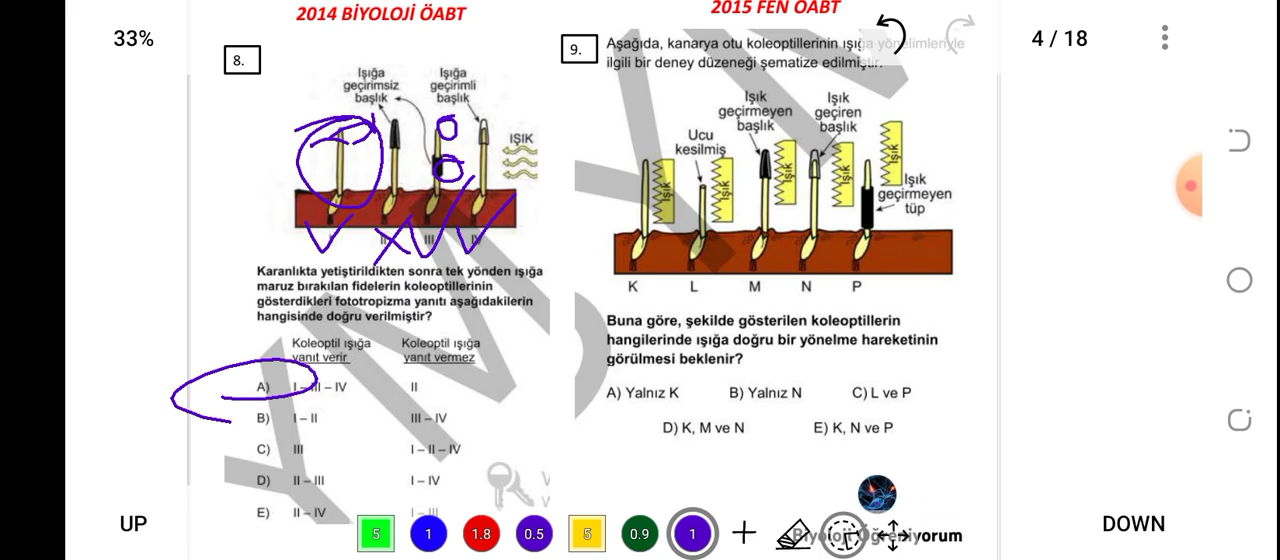 33%
2014 BİYOLOJİ ÖABT
8.
Işığa
geçirimsiz
başlık
Işığa
geçirimli
başlık
IŞIK
III
IV
Karanlıkta yetiştirildikten sonra tek yönden ışığa
maruz bırakılan fidelerin koleoptillerinin
gösterdikleri fototropizma yanıtı aşağıdakilerin
hangisinde doğru verilmiştir?
Koleoptil ışığa yanıt verir
Koleoptil ışığa yanıt vermez
A) I – III – IV II
B) I – II III – IV
C) III I – II – IV
D) II – III I – IV
E) II – IV I – III
2015 FEN ÖABT
9.
Aşağıda, kanarya otu koleoptillerinin ışığa yönelimleriyle
ilgili bir deney düzeneği şematize edilmiştir.
Ucu
kesilmiş
Işık
geçirmeyen
başlık
Işık
geçiren
başlık
Işık
Işık
Işık
Işık
Işık
Işık
geçirmeyen
tüp
K L M N P
Buna göre, şekilde gösterilen koleoptillerin
hangilerinde ışığa doğru bir yönelme hareketinin
görülmesi beklenir?
A) Yalnız K B) Yalnız N C) L ve P
D) K, M ve N E) K, N ve P
4 / 18
UP
5 1 1.8 0.5 5 0.9 1
Biyoloji Öğreniyorum
DOWN